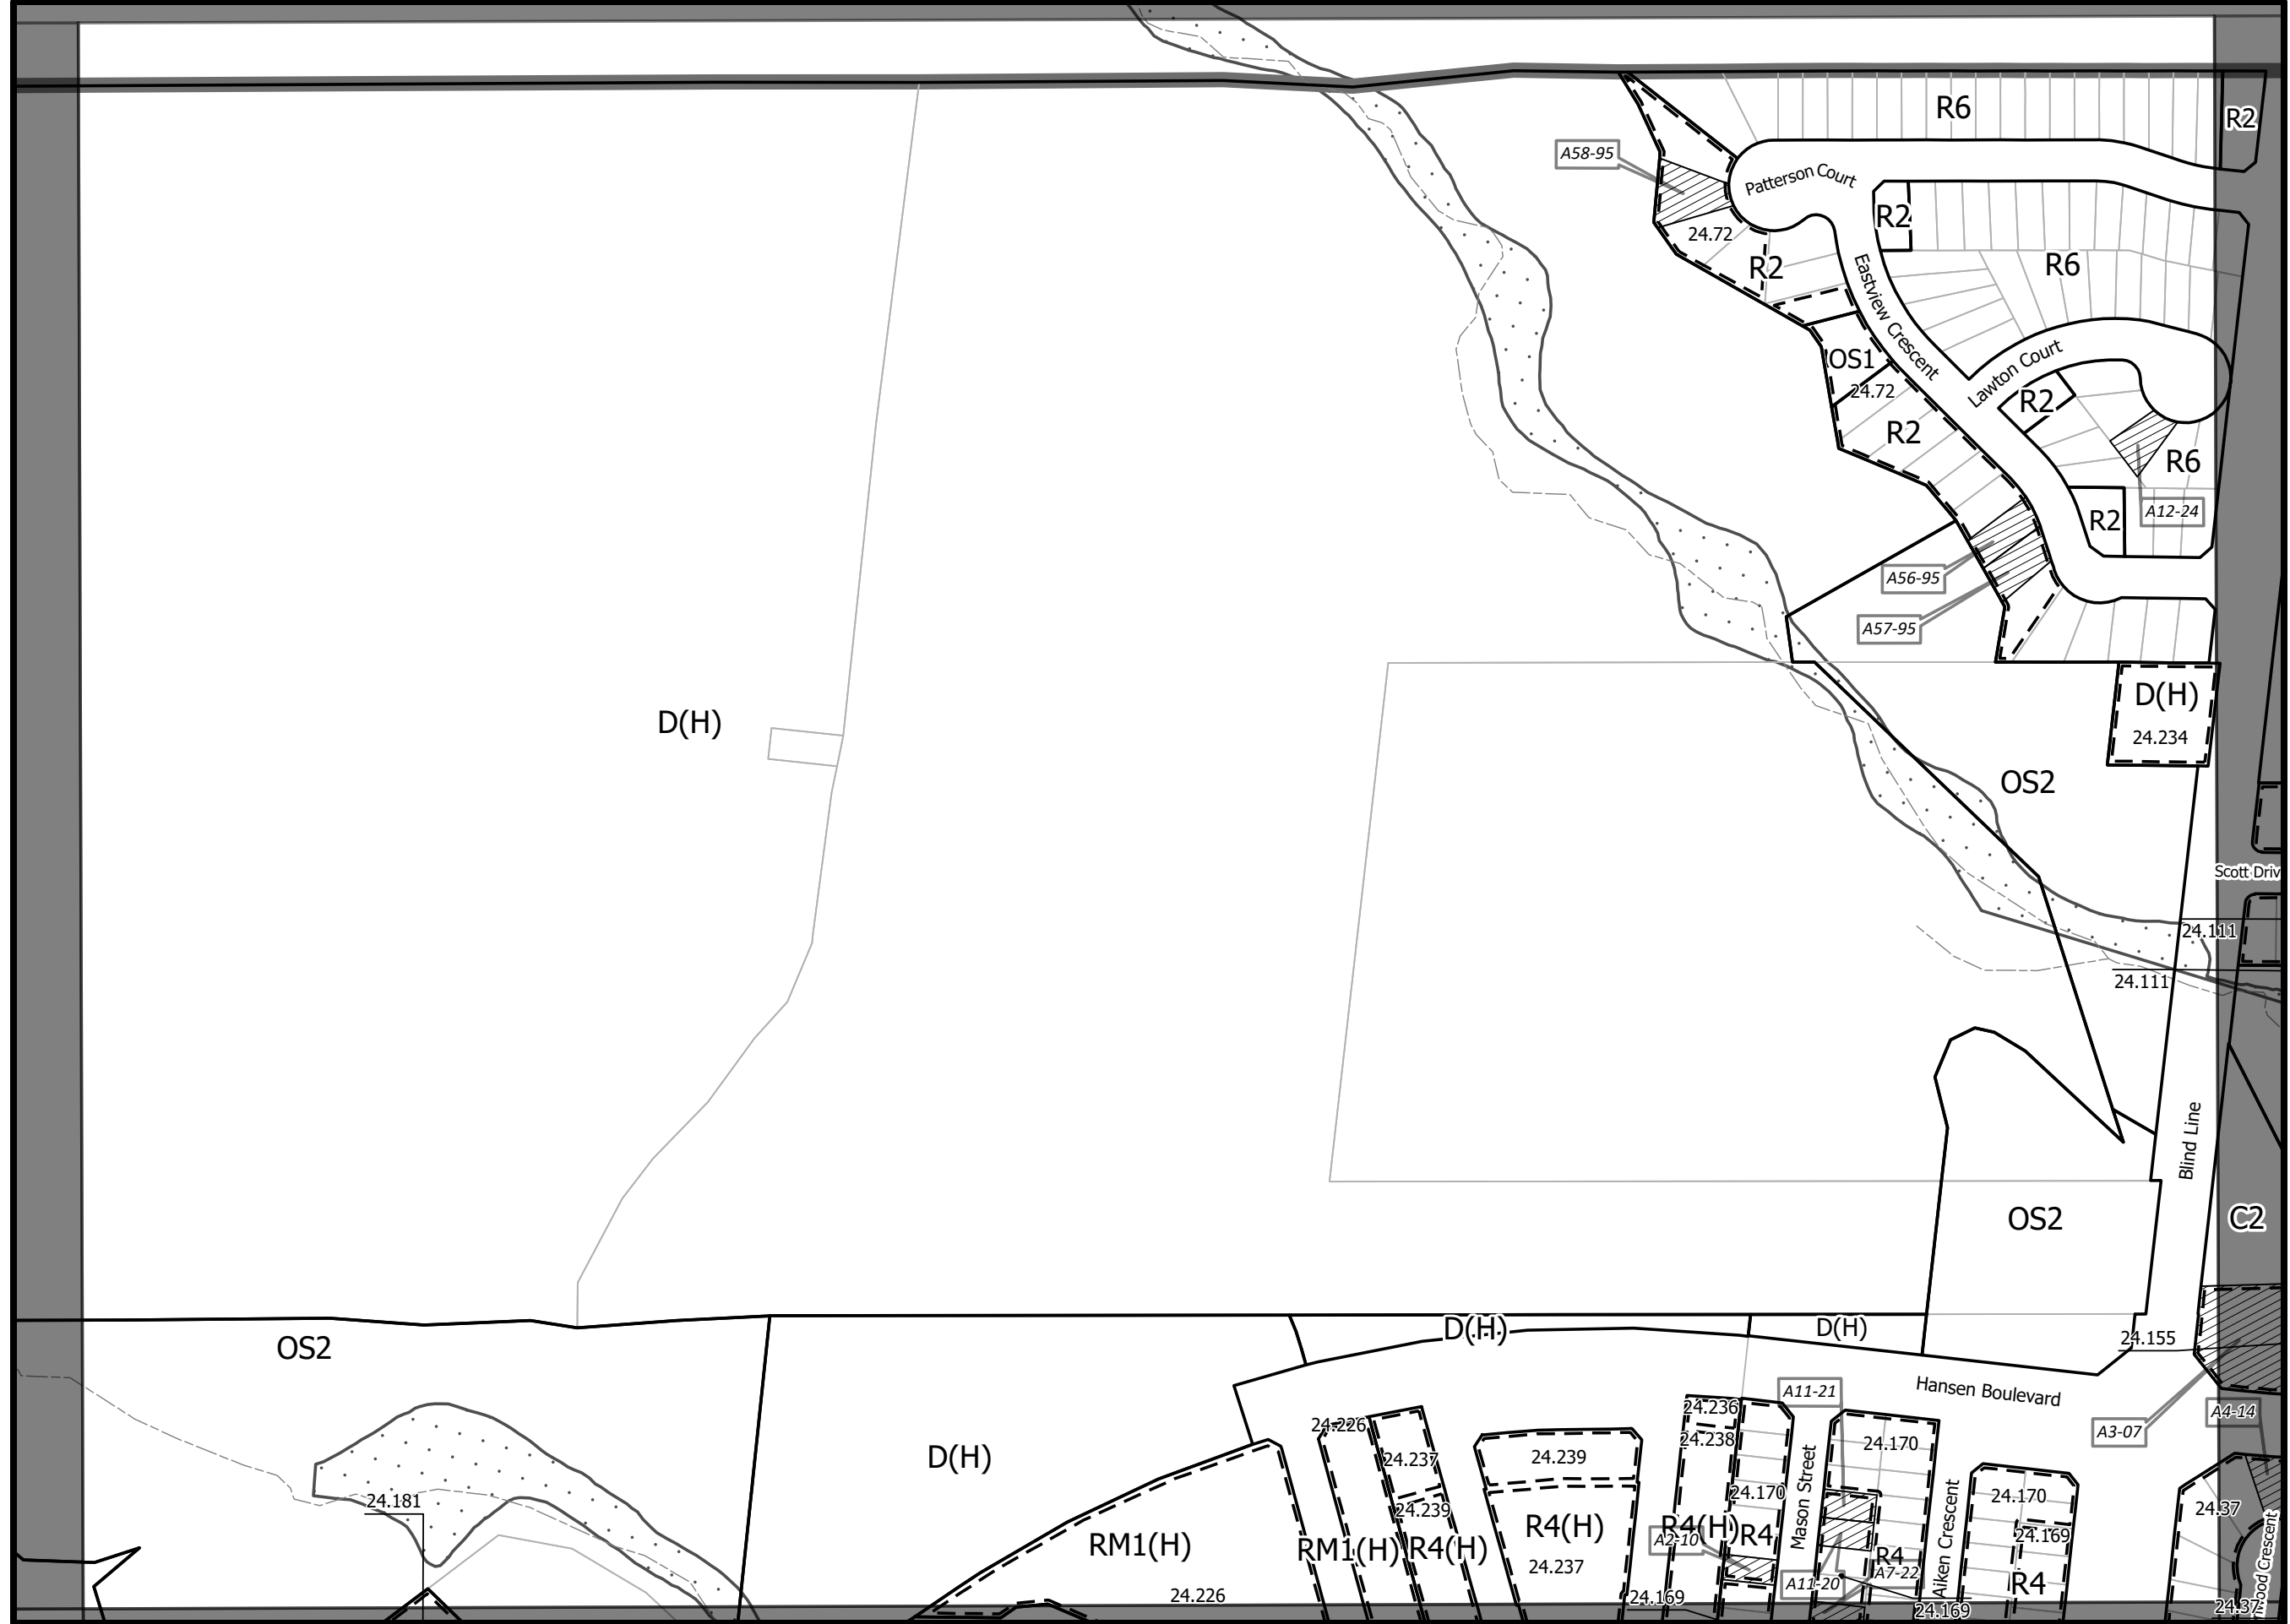 R6
R2
A58-95
Patterson Court
R2
24.72
R2
R6
Eastview Crescent
OS1
Lawton Court
24.72
R2
R2
R6
A12-24
R2
A56-95
A57-95
D(H)
24.234
D(H)
OS2
Scott Driv
24.111
24.111
Blind Line
OS2
C2
D(H)
D(H)
24.155
OS2
Hansen Boulevard
A11-21
A4-14
A3-07
24.236
24.226
24.238
24.170
D(H)
24.237
24.239
Mason Street
24.170
24.170
24.181
24.239
24.37
R4(H)
R4(H)
R4
24.169
A2-10
RM1(H)
RM1(H)
R4(H)
Aiken Crescent
R4
24.237
A7-22
A11-20
R4
24.226
24.169
24.169
24.37
wood Crescent